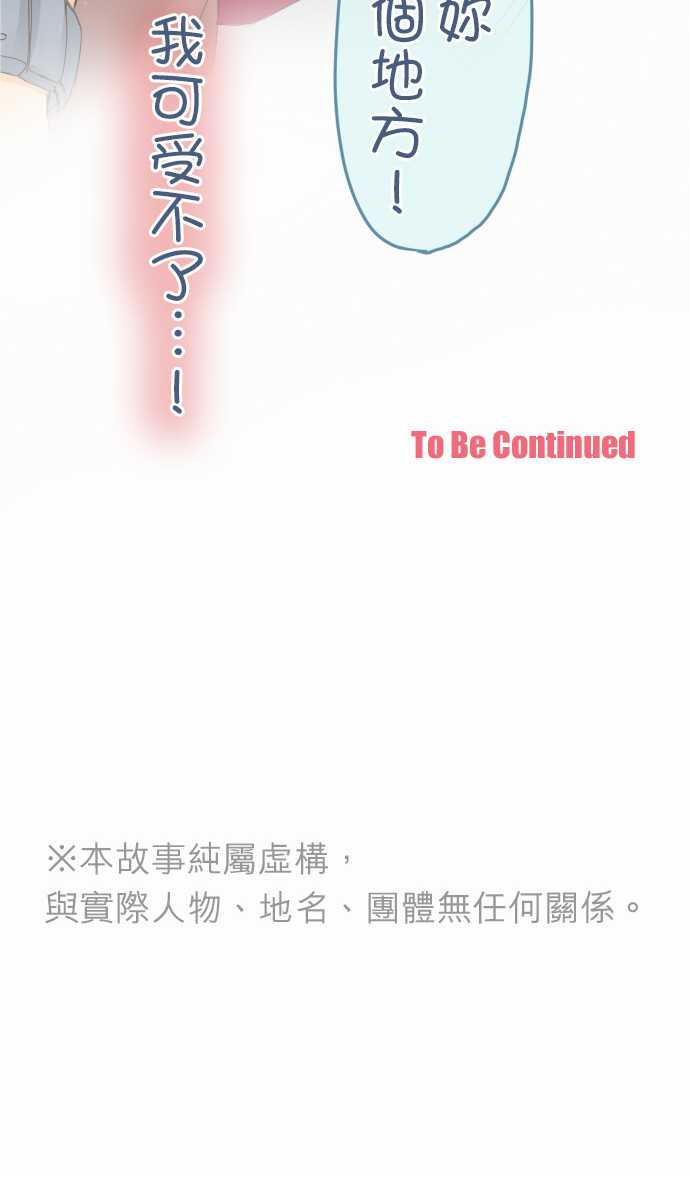 妳
個地方！
我可受不了…！
To Be Continued
※本故事純屬虛構，
與實際人物、地名、團體無任何關係。